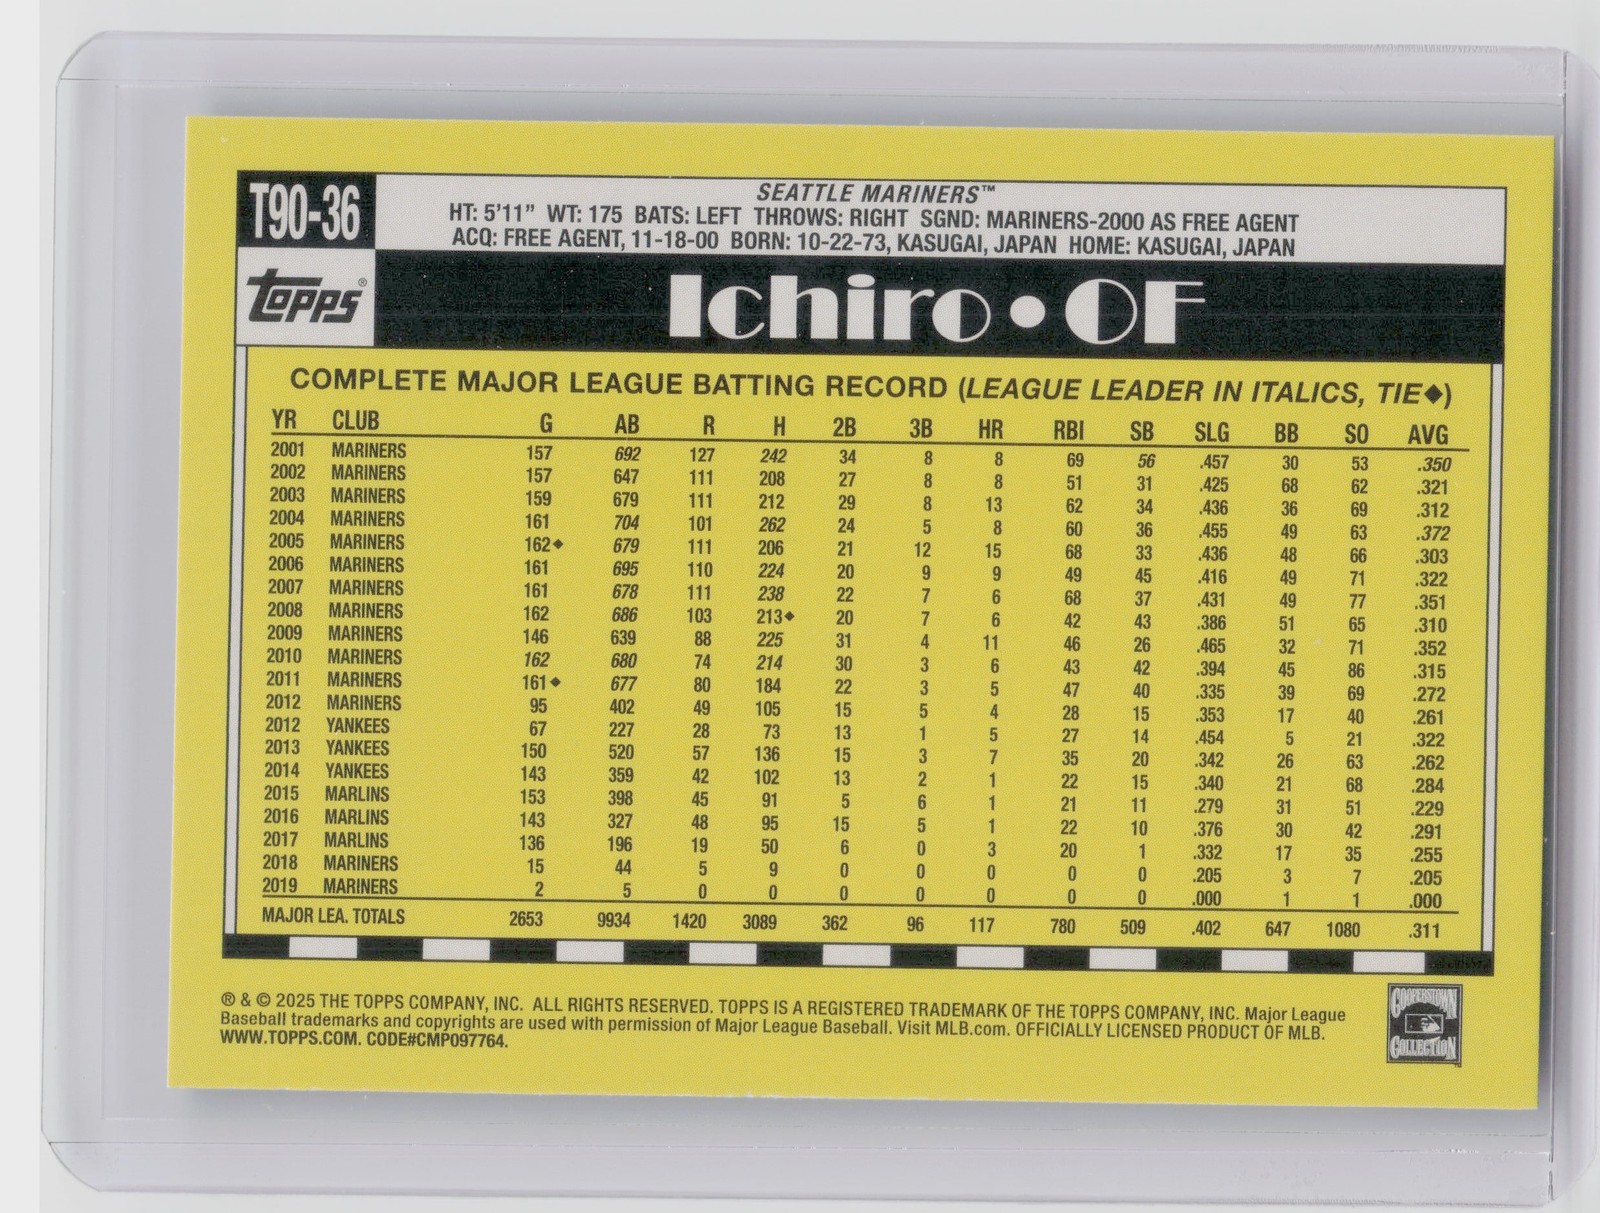 T90-36
SEATTLE MARINERS™
HT: 5'11" WT: 175 BATS: LEFT THROWS: RIGHT SGND: MARINERS-2000 AS FREE AGENT
ACQ: FREE AGENT, 11-18-00 BORN: 10-22-73, KASUGAI, JAPAN HOME: KASUGAI, JAPAN
topps®
Ichiro • OF
COMPLETE MAJOR LEAGUE BATTING RECORD (LEAGUE LEADER IN ITALICS, TIE◆)
YR CLUB G AB R H 2B 3B HR RBI SB SLG BB SO AVG
2001 MARINERS 157 692 127 242 34 8 8 69 56 .457 30 53 .350
2002 MARINERS 157 647 111 208 27 8 8 51 31 .425 68 62 .321
2003 MARINERS 159 679 111 212 29 8 13 62 34 .436 36 69 .312
2004 MARINERS 161 704 101 262 24 5 8 60 36 .455 49 63 .372
2005 MARINERS 162◆ 679 111 206 21 12 15 68 33 .436 48 66 .303
2006 MARINERS 161 695 110 224 20 9 9 49 45 .416 49 71 .322
2007 MARINERS 161 678 111 238 22 7 6 68 37 .431 49 77 .351
2008 MARINERS 162 686 103 213◆ 20 7 6 42 43 .386 51 65 .310
2009 MARINERS 146 639 88 225 31 4 11 46 26 .465 32 71 .352
2010 MARINERS 162 680 74 214 30 3 6 43 42 .394 45 86 .315
2011 MARINERS 161◆ 677 80 184 22 3 5 47 40 .335 39 69 .272
2012 MARINERS 95 402 49 105 15 5 4 28 15 .353 17 40 .261
2012 YANKEES 67 227 28 73 13 1 5 27 14 .454 5 21 .322
2013 YANKEES 150 520 57 136 15 3 7 35 20 .342 26 63 .262
2014 YANKEES 143 359 42 102 13 2 1 22 15 .340 21 68 .284
2015 MARLINS 153 398 45 91 5 6 1 21 11 .279 31 51 .229
2016 MARLINS 143 327 48 95 15 5 1 22 10 .376 30 42 .291
2017 MARLINS 136 196 19 50 6 0 3 20 1 .332 17 35 .255
2018 MARINERS 15 44 5 9 0 0 0 0 0 .205 3 7 .205
2019 MARINERS 2 5 0 0 0 0 0 0 0 .000 1 1 .000
MAJOR LEA. TOTALS 2653 9934 1420 3089 362 96 117 780 509 .402 647 1080 .311
® & © 2025 THE TOPPS COMPANY, INC. ALL RIGHTS RESERVED. TOPPS IS A REGISTERED TRADEMARK OF THE TOPPS COMPANY, INC. Major League
Baseball trademarks and copyrights are used with permission of Major League Baseball. Visit MLB.com. OFFICIALLY LICENSED PRODUCT OF MLB.
WWW.TOPPS.COM. CODE#CMP097764.
COOPERSTOWN
COLLECTION